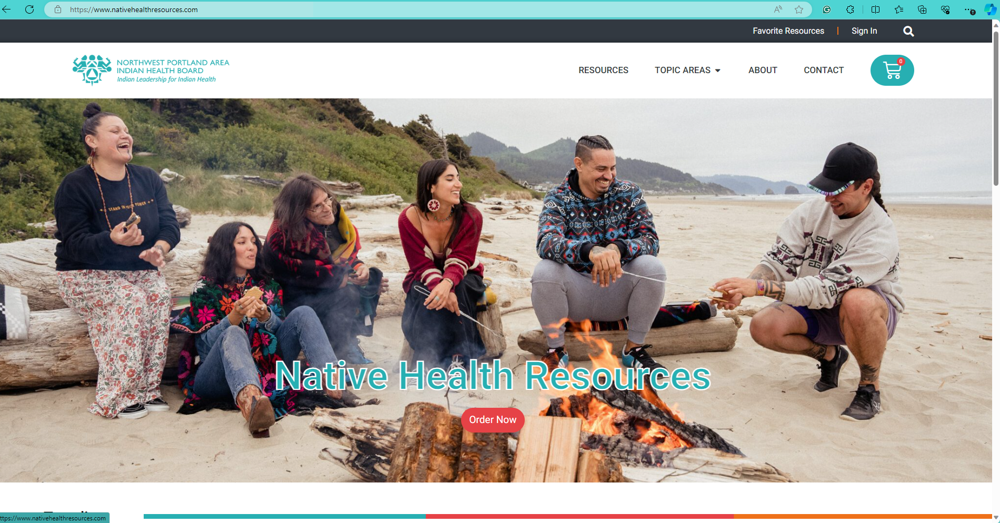 https://www.nativehealthresources.com
Favorite Resources | Sign In
NORTHWEST PORTLAND AREA
INDIAN HEALTH BOARD
Indian Leadership for Indian Health
RESOURCES TOPIC AREAS ABOUT CONTACT
0
STAND IN YOUR POWER
Native Health Resources
Order Now
ttps://www.nativehealthresources.com